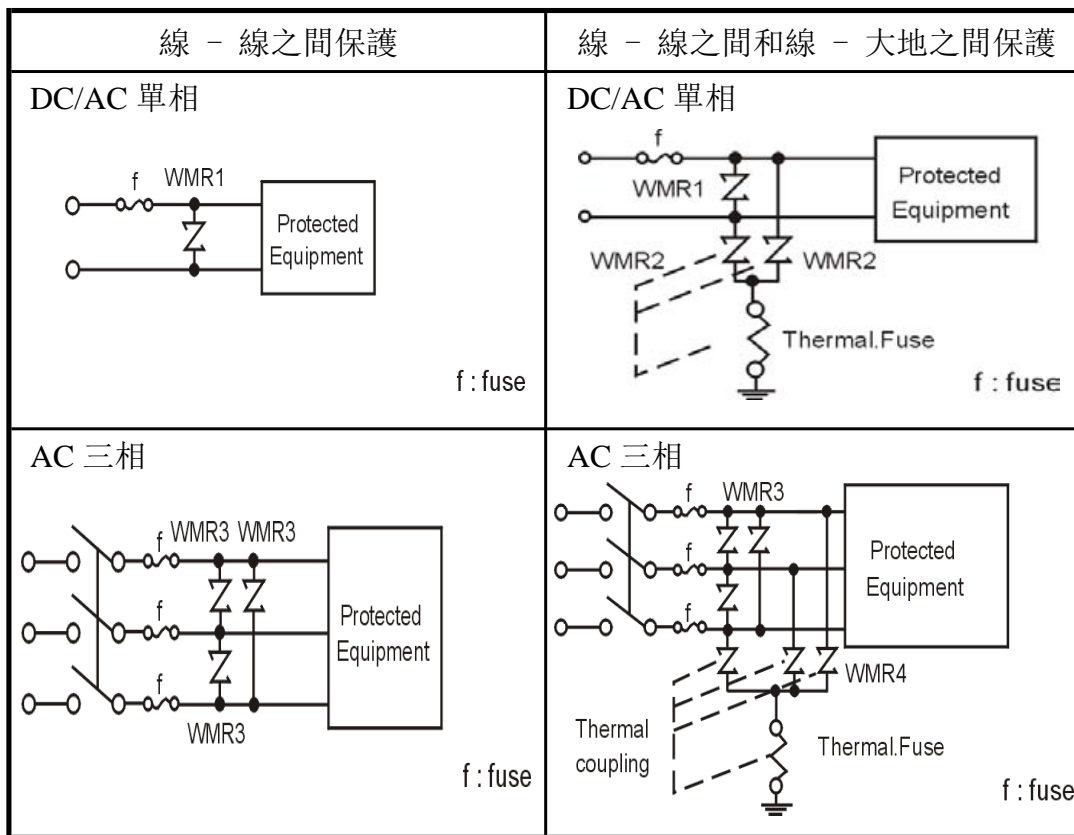 線 - 線之間保護
線 - 線之間和線 - 大地之間保護
DC/AC 單相
f
WMR1
Protected
Equipment
f : fuse
DC/AC 單相
f
WMR1
Protected
Equipment
WMR2
WMR2
Thermal.Fuse
f : fuse
AC 三相
f
WMR3 WMR3
f
Protected
Equipment
f
WMR3
f : fuse
AC 三相
f
WMR3
f
Protected
Equipment
f
WMR4
Thermal
coupling
Thermal.Fuse
f : fuse